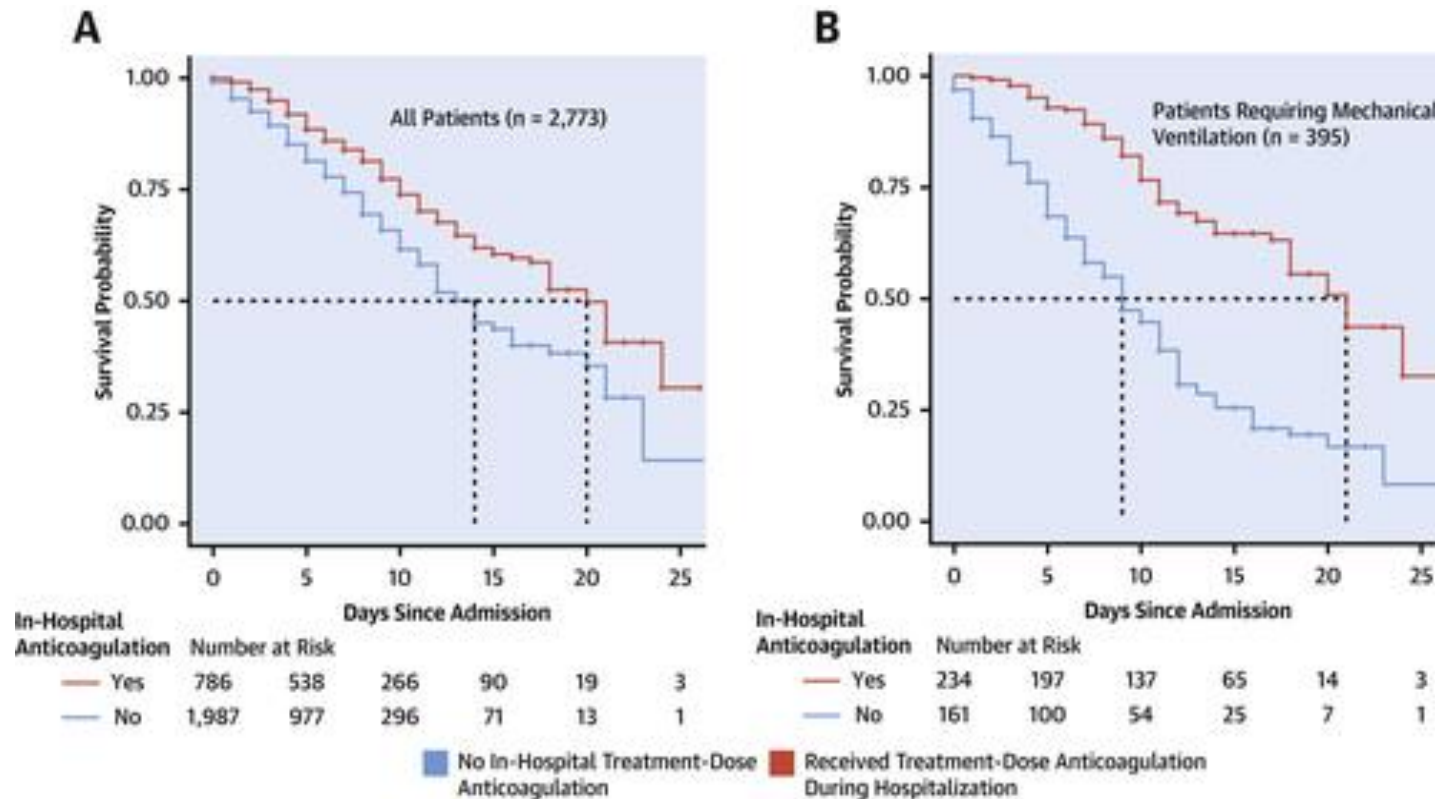 A
All Patients (n = 2,773)
Survival Probability
1.00
0.75
0.50
0.25
0.00
0 5 10 15 20 25
Days Since Admission
In-Hospital
Anticoagulation Number at Risk
Yes 786 538 266 90 19 3
No 1,987 977 296 71 13 1
B
Patients Requiring Mechanical
Ventilation (n = 395)
Survival Probability
1.00
0.75
0.50
0.25
0.00
0 5 10 15 20 25
Days Since Admission
In-Hospital
Anticoagulation Number at Risk
Yes 234 197 137 65 14 3
No 161 100 54 25 7 1
No In-Hospital Treatment-Dose
Anticoagulation
Received Treatment-Dose Anticoagulation
During Hospitalization